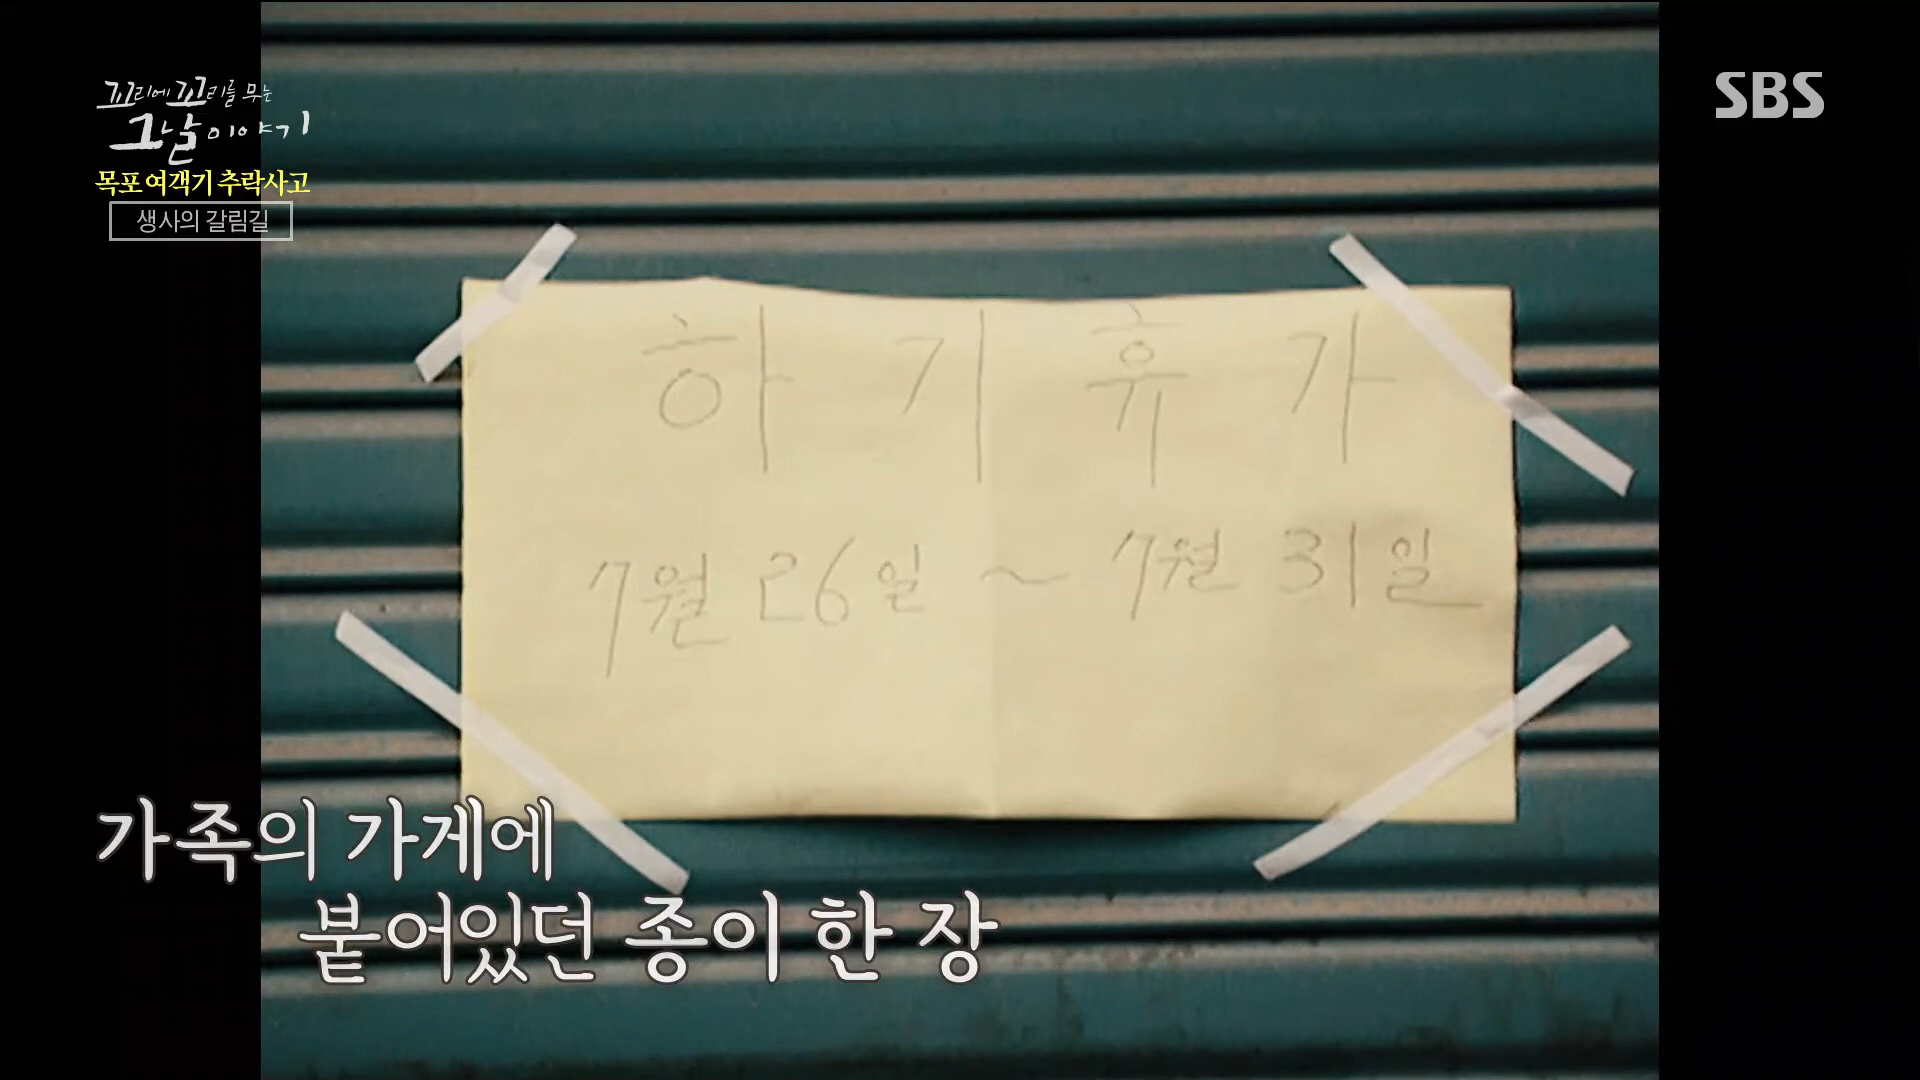 꼬리에 꼬리를 무는
그날 이야기
SBS
목포 여객기 추락사고
생사의 갈림길
하 기 휴 가
7월 26일 ~ 7월 31일
가족의 가게에
붙어있던 종이 한 장